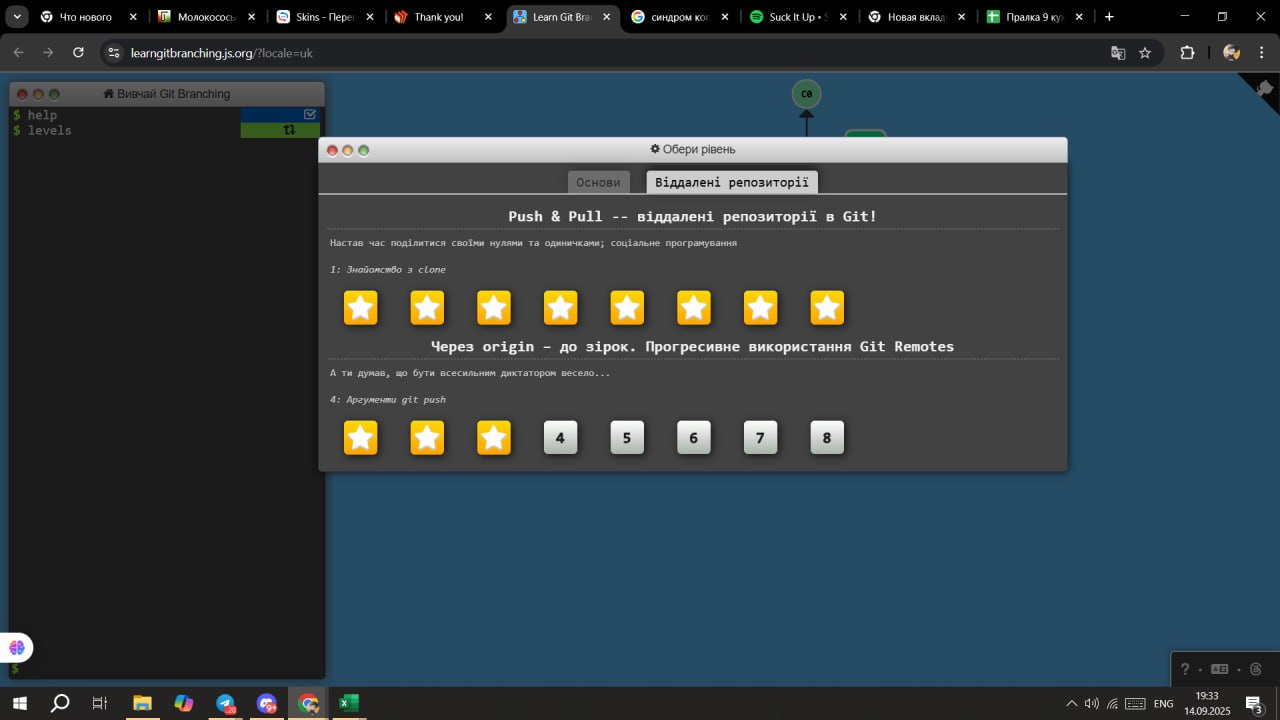 Что нового
Молокосось
Skins - Пере
Thank you!
Learn Git Bra
синдром ког
Suck It Up • S
Новая вклад
Пралка 9 ку
learngitbranching.js.org/?locale=uk
Вивчай Git Branching
$ help
$ levels
$
c0
Обери рівень
Основи
Віддалені репозиторії
Push & Pull -- віддалені репозиторії в Git!
Настав час поділитися своїми нулями та одиничками; соціальне програмування
1: Знайомство з clone
Через origin – до зірок. Прогресивне використання Git Remotes
А ти думав, що бути всесильним диктатором весело...
4: Аргументи git push
4 5 6 7 8
ENG
19:33
14.09.2025
3